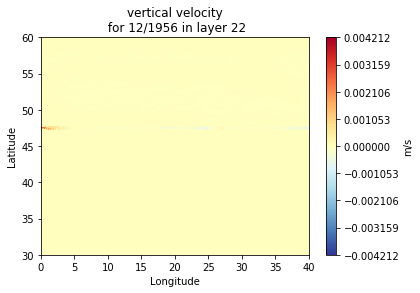 vertical velocity
for 12/1956 in layer 22
60
55
50
45
40
35
30
Latitude
0 5 10 15 20 25 30 35 40
Longitude
0.004212
0.003159
0.002106
0.001053
0.000000
−0.001053
−0.002106
−0.003159
−0.004212
m/s